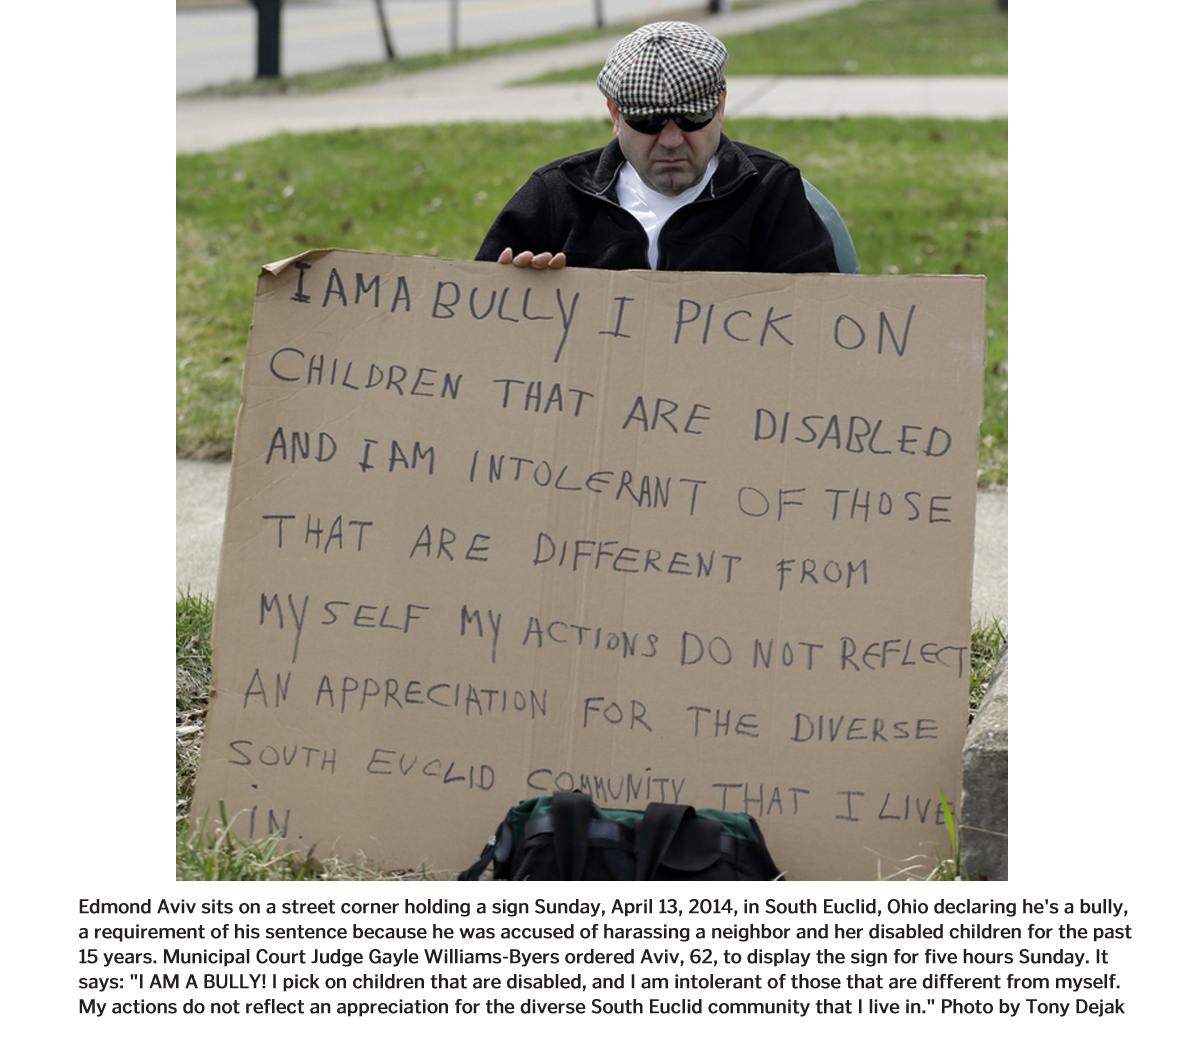 I AM A BULLY I PICK ON
CHILDREN THAT ARE DISABLED
AND I AM INTOLERANT OF THOSE
THAT ARE DIFFERENT FROM
MYSELF MY ACTIONS DO NOT REFLECT
AN APPRECIATION FOR THE DIVERSE
SOUTH EUCLID COMMUNITY THAT I LIVE
IN.
Edmond Aviv sits on a street corner holding a sign Sunday, April 13, 2014, in South Euclid, Ohio declaring he's a bully,
a requirement of his sentence because he was accused of harassing a neighbor and her disabled children for the past
15 years. Municipal Court Judge Gayle Williams-Byers ordered Aviv, 62, to display the sign for five hours Sunday. It
says: "I AM A BULLY! I pick on children that are disabled, and I am intolerant of those that are different from myself.
My actions do not reflect an appreciation for the diverse South Euclid community that I live in." Photo by Tony Dejak